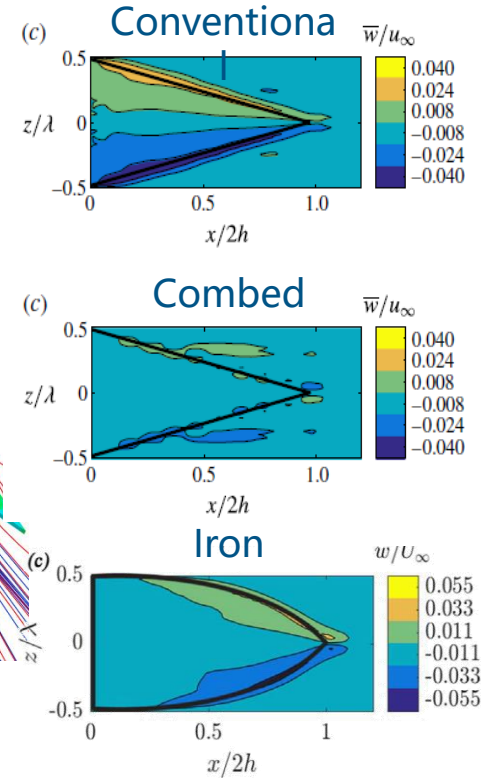 Conventiona
l
(c)
w̅/u∞
0.5
0
−0.5
z/λ
0.040
0.024
0.008
−0.008
−0.024
−0.040
0
0.5
1.0
x/2h
Combed
(c)
w̅/u∞
0.5
0
−0.5
z/λ
0.040
0.024
0.008
−0.008
−0.024
−0.040
0
0.5
1.0
x/2h
Iron
(c)
w/U∞
0.5
0
-0.5
z/λ
0.055
0.033
0.011
-0.011
-0.033
-0.055
0
0.5
1
x/2h